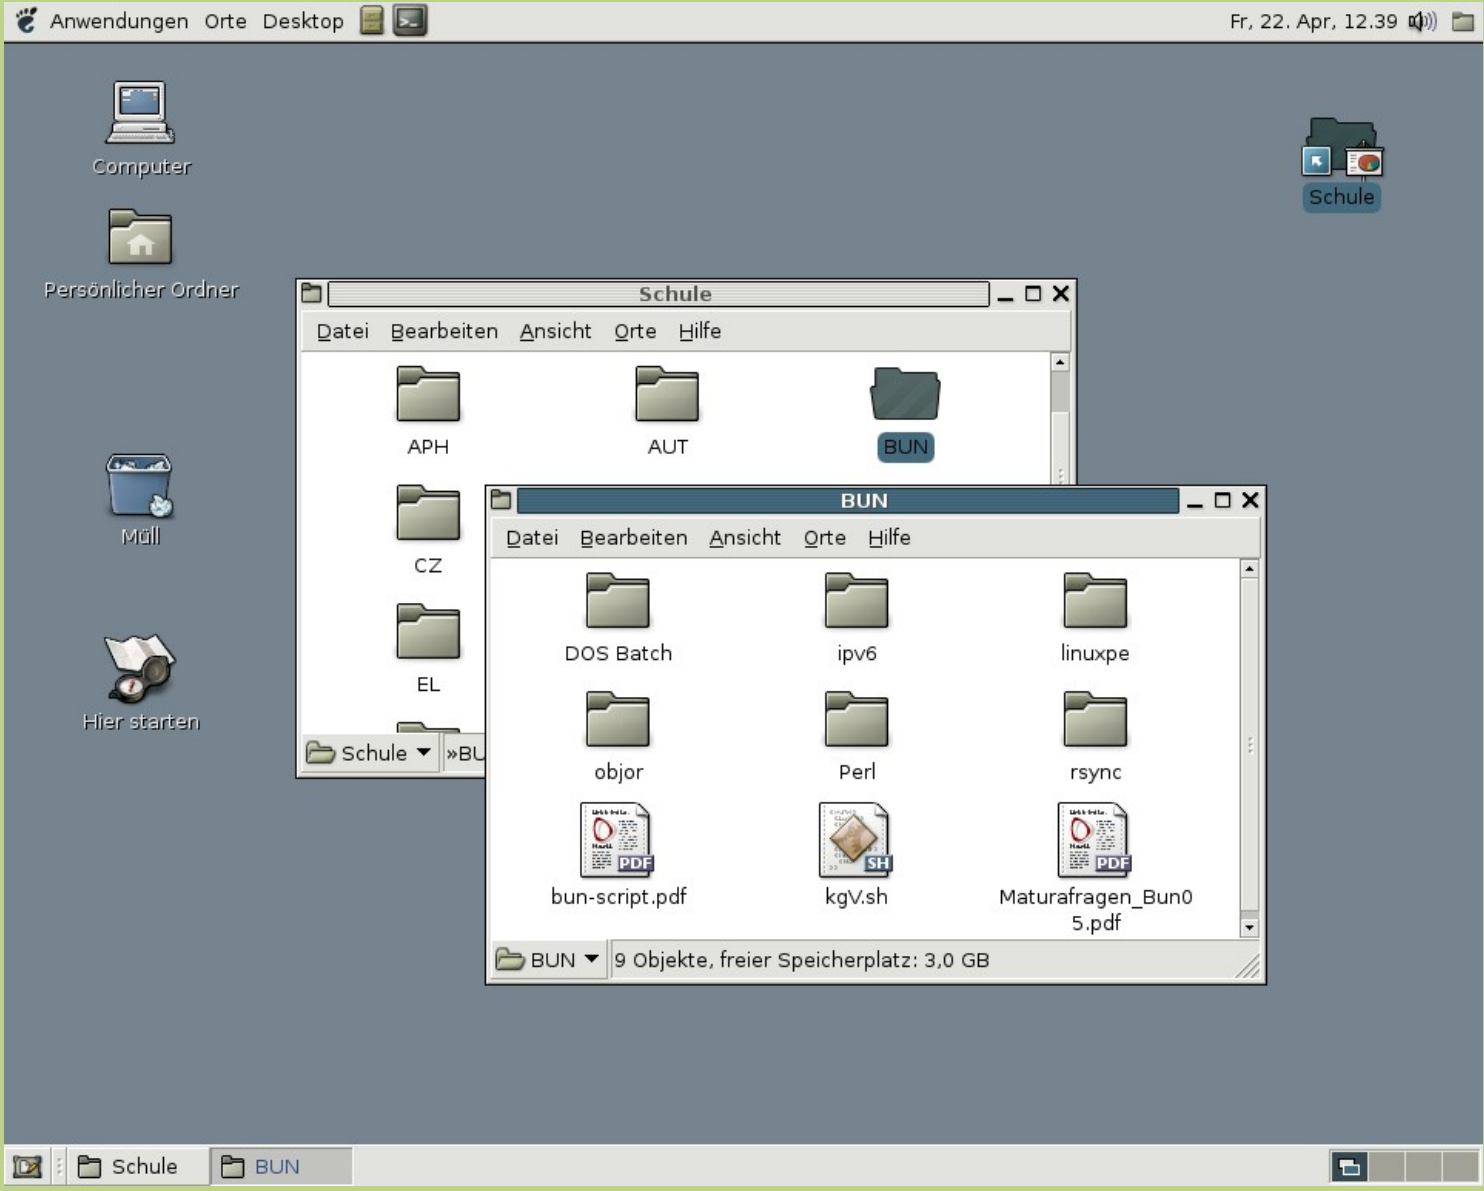 Anwendungen Orte Desktop
Fr, 22. Apr, 12.39
Computer
Persönlicher Ordner
Müll
Hier starten
Schule
Schule
Datei Bearbeiten Ansicht Orte Hilfe
APH AUT BUN
CZ
EL
Schule »BU
BUN
Datei Bearbeiten Ansicht Orte Hilfe
DOS Batch ipv6 linuxpe
objor Perl rsync
PDF SH PDF
bun-script.pdf kgV.sh Maturafragen_Bun0
5.pdf
BUN 9 Objekte, freier Speicherplatz: 3,0 GB
Schule BUN